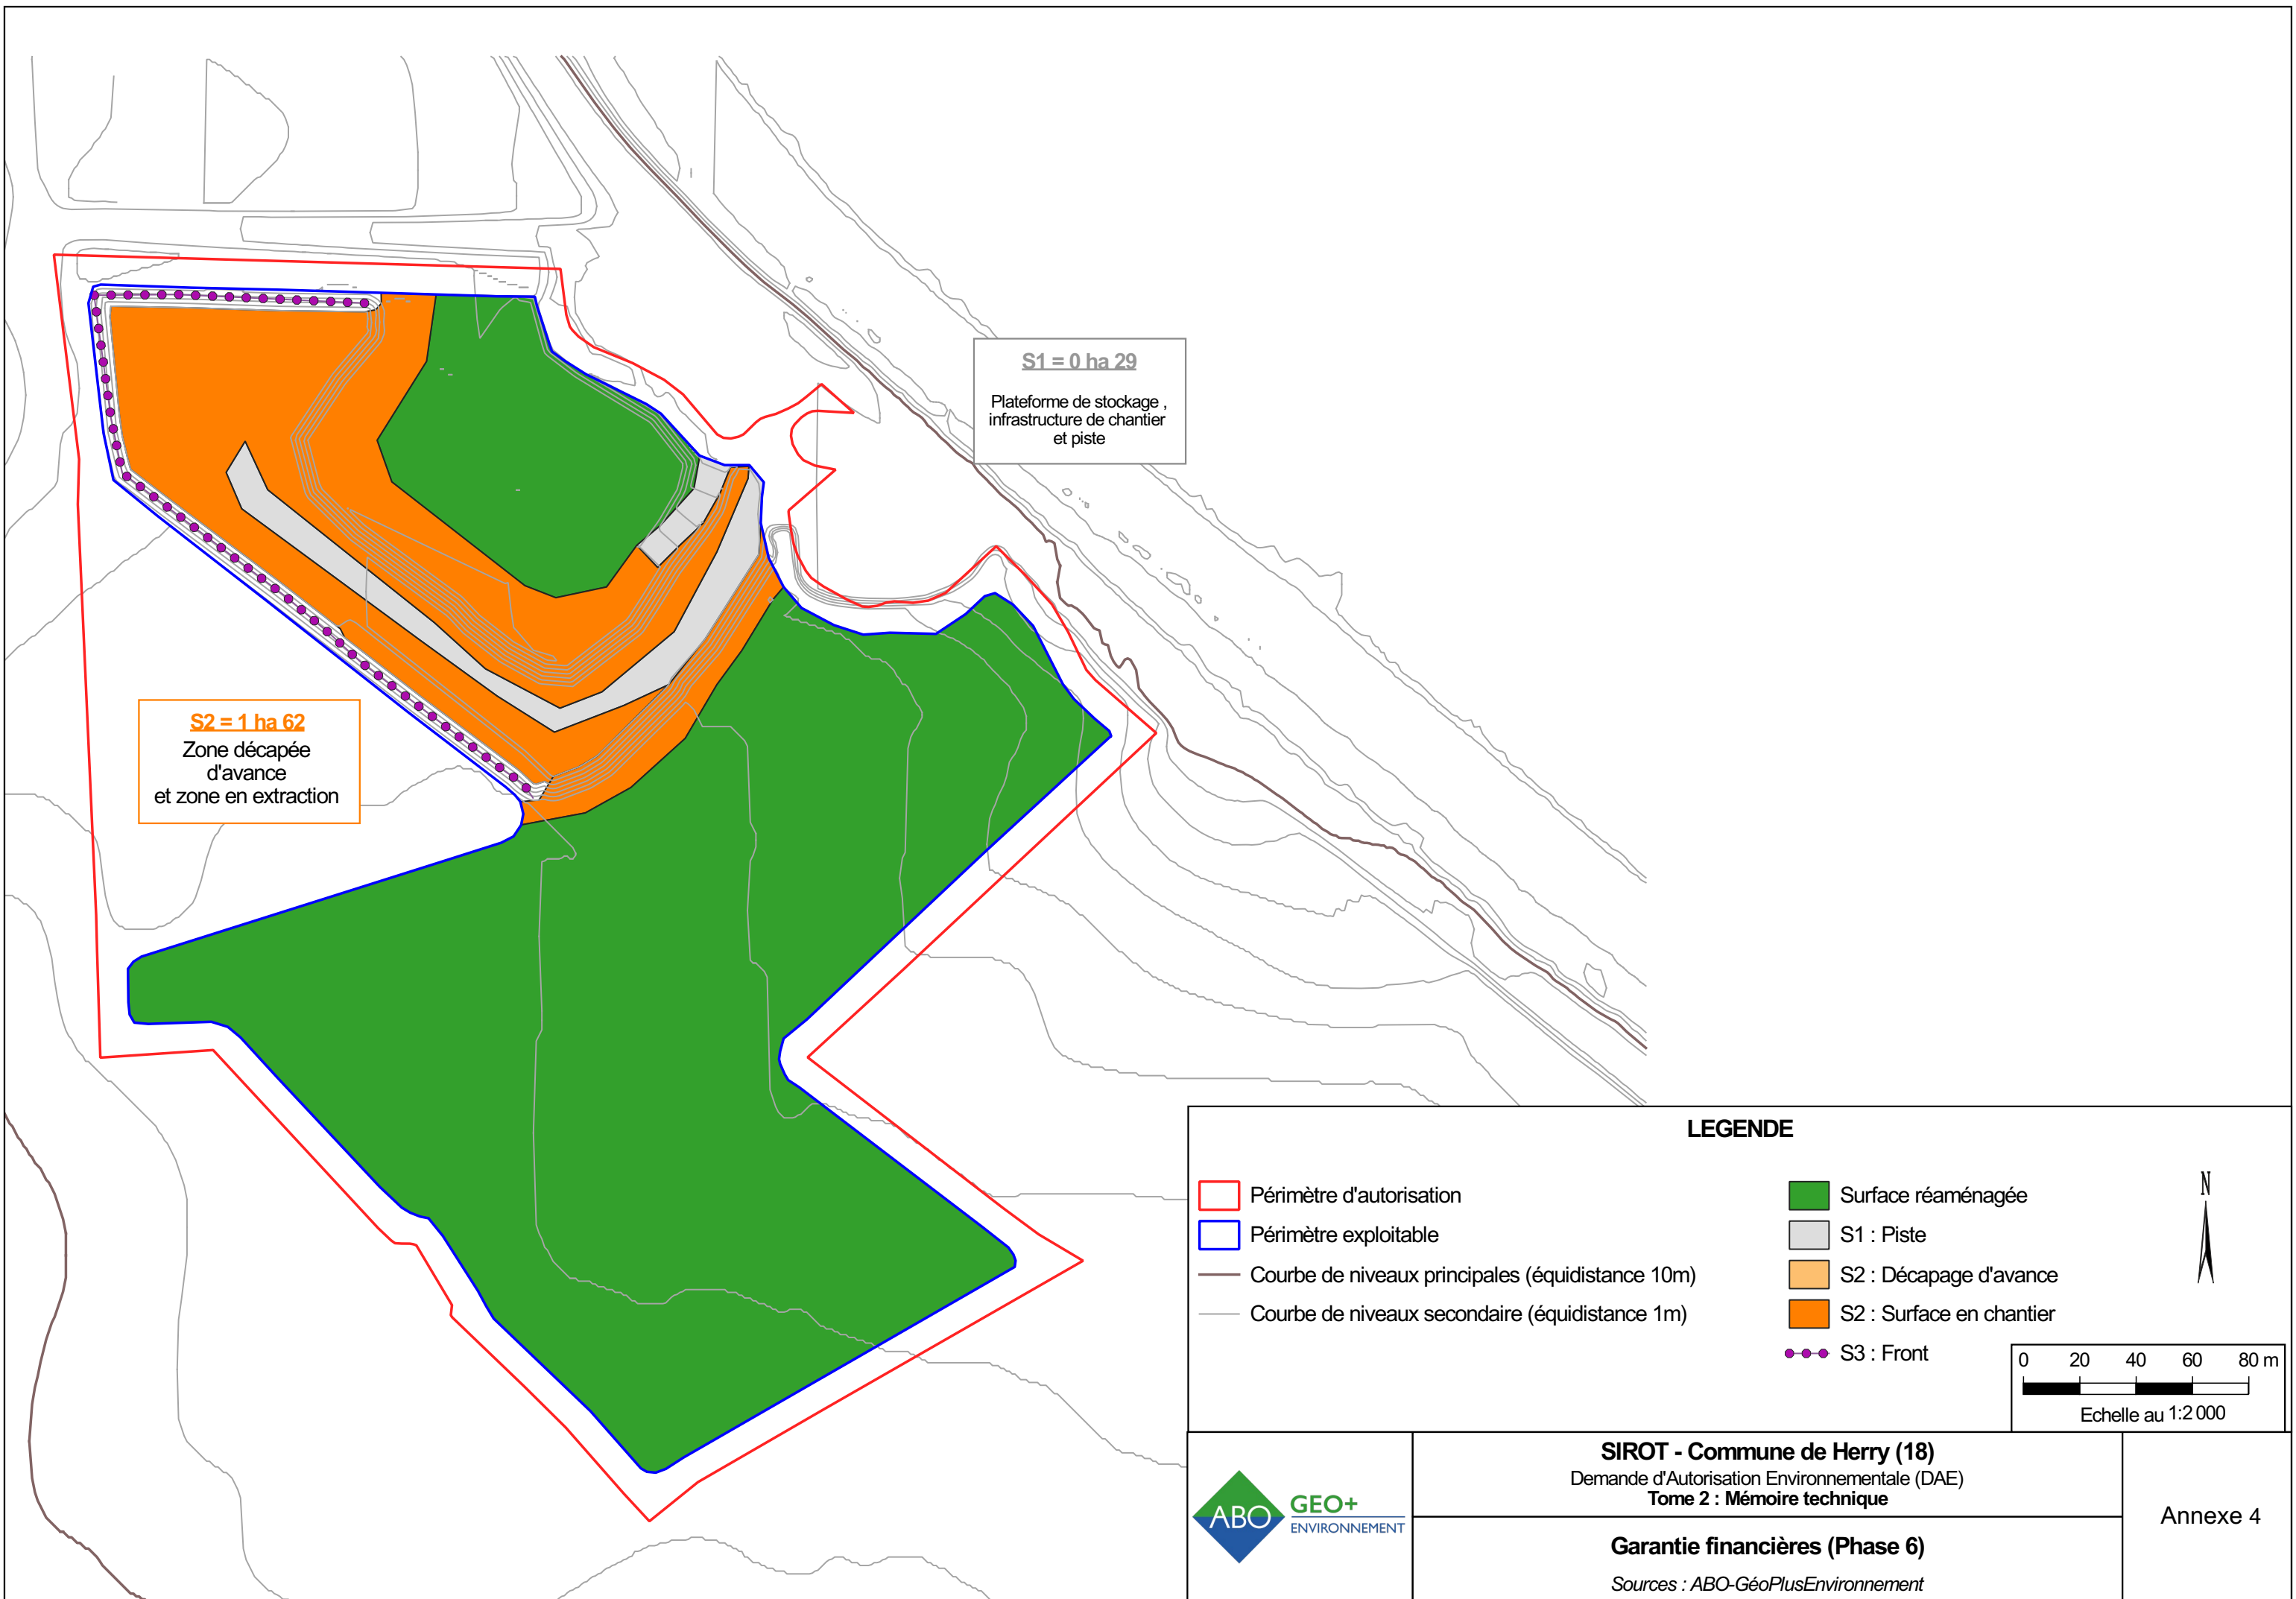 S1 = 0 ha 29
Plateforme de stockage ,
infrastructure de chantier
et piste
S2 = 1 ha 62
Zone décapée
d'avance
et zone en extraction
LEGENDE
Périmètre d'autorisation
Périmètre exploitable
Courbe de niveaux principales (équidistance 10m)
Courbe de niveaux secondaire (équidistance 1m)
Surface réaménagée
S1 : Piste
S2 : Décapage d'avance
S2 : Surface en chantier
S3 : Front
N
0 20 40 60 80 m
Echelle au 1:2 000
ABO
GEO+
ENVIRONNEMENT
SIROT - Commune de Herry (18)
Demande d'Autorisation Environnementale (DAE)
Tome 2 : Mémoire technique
Garantie financières (Phase 6)
Sources : ABO-GéoPlusEnvironnement
Annexe 4